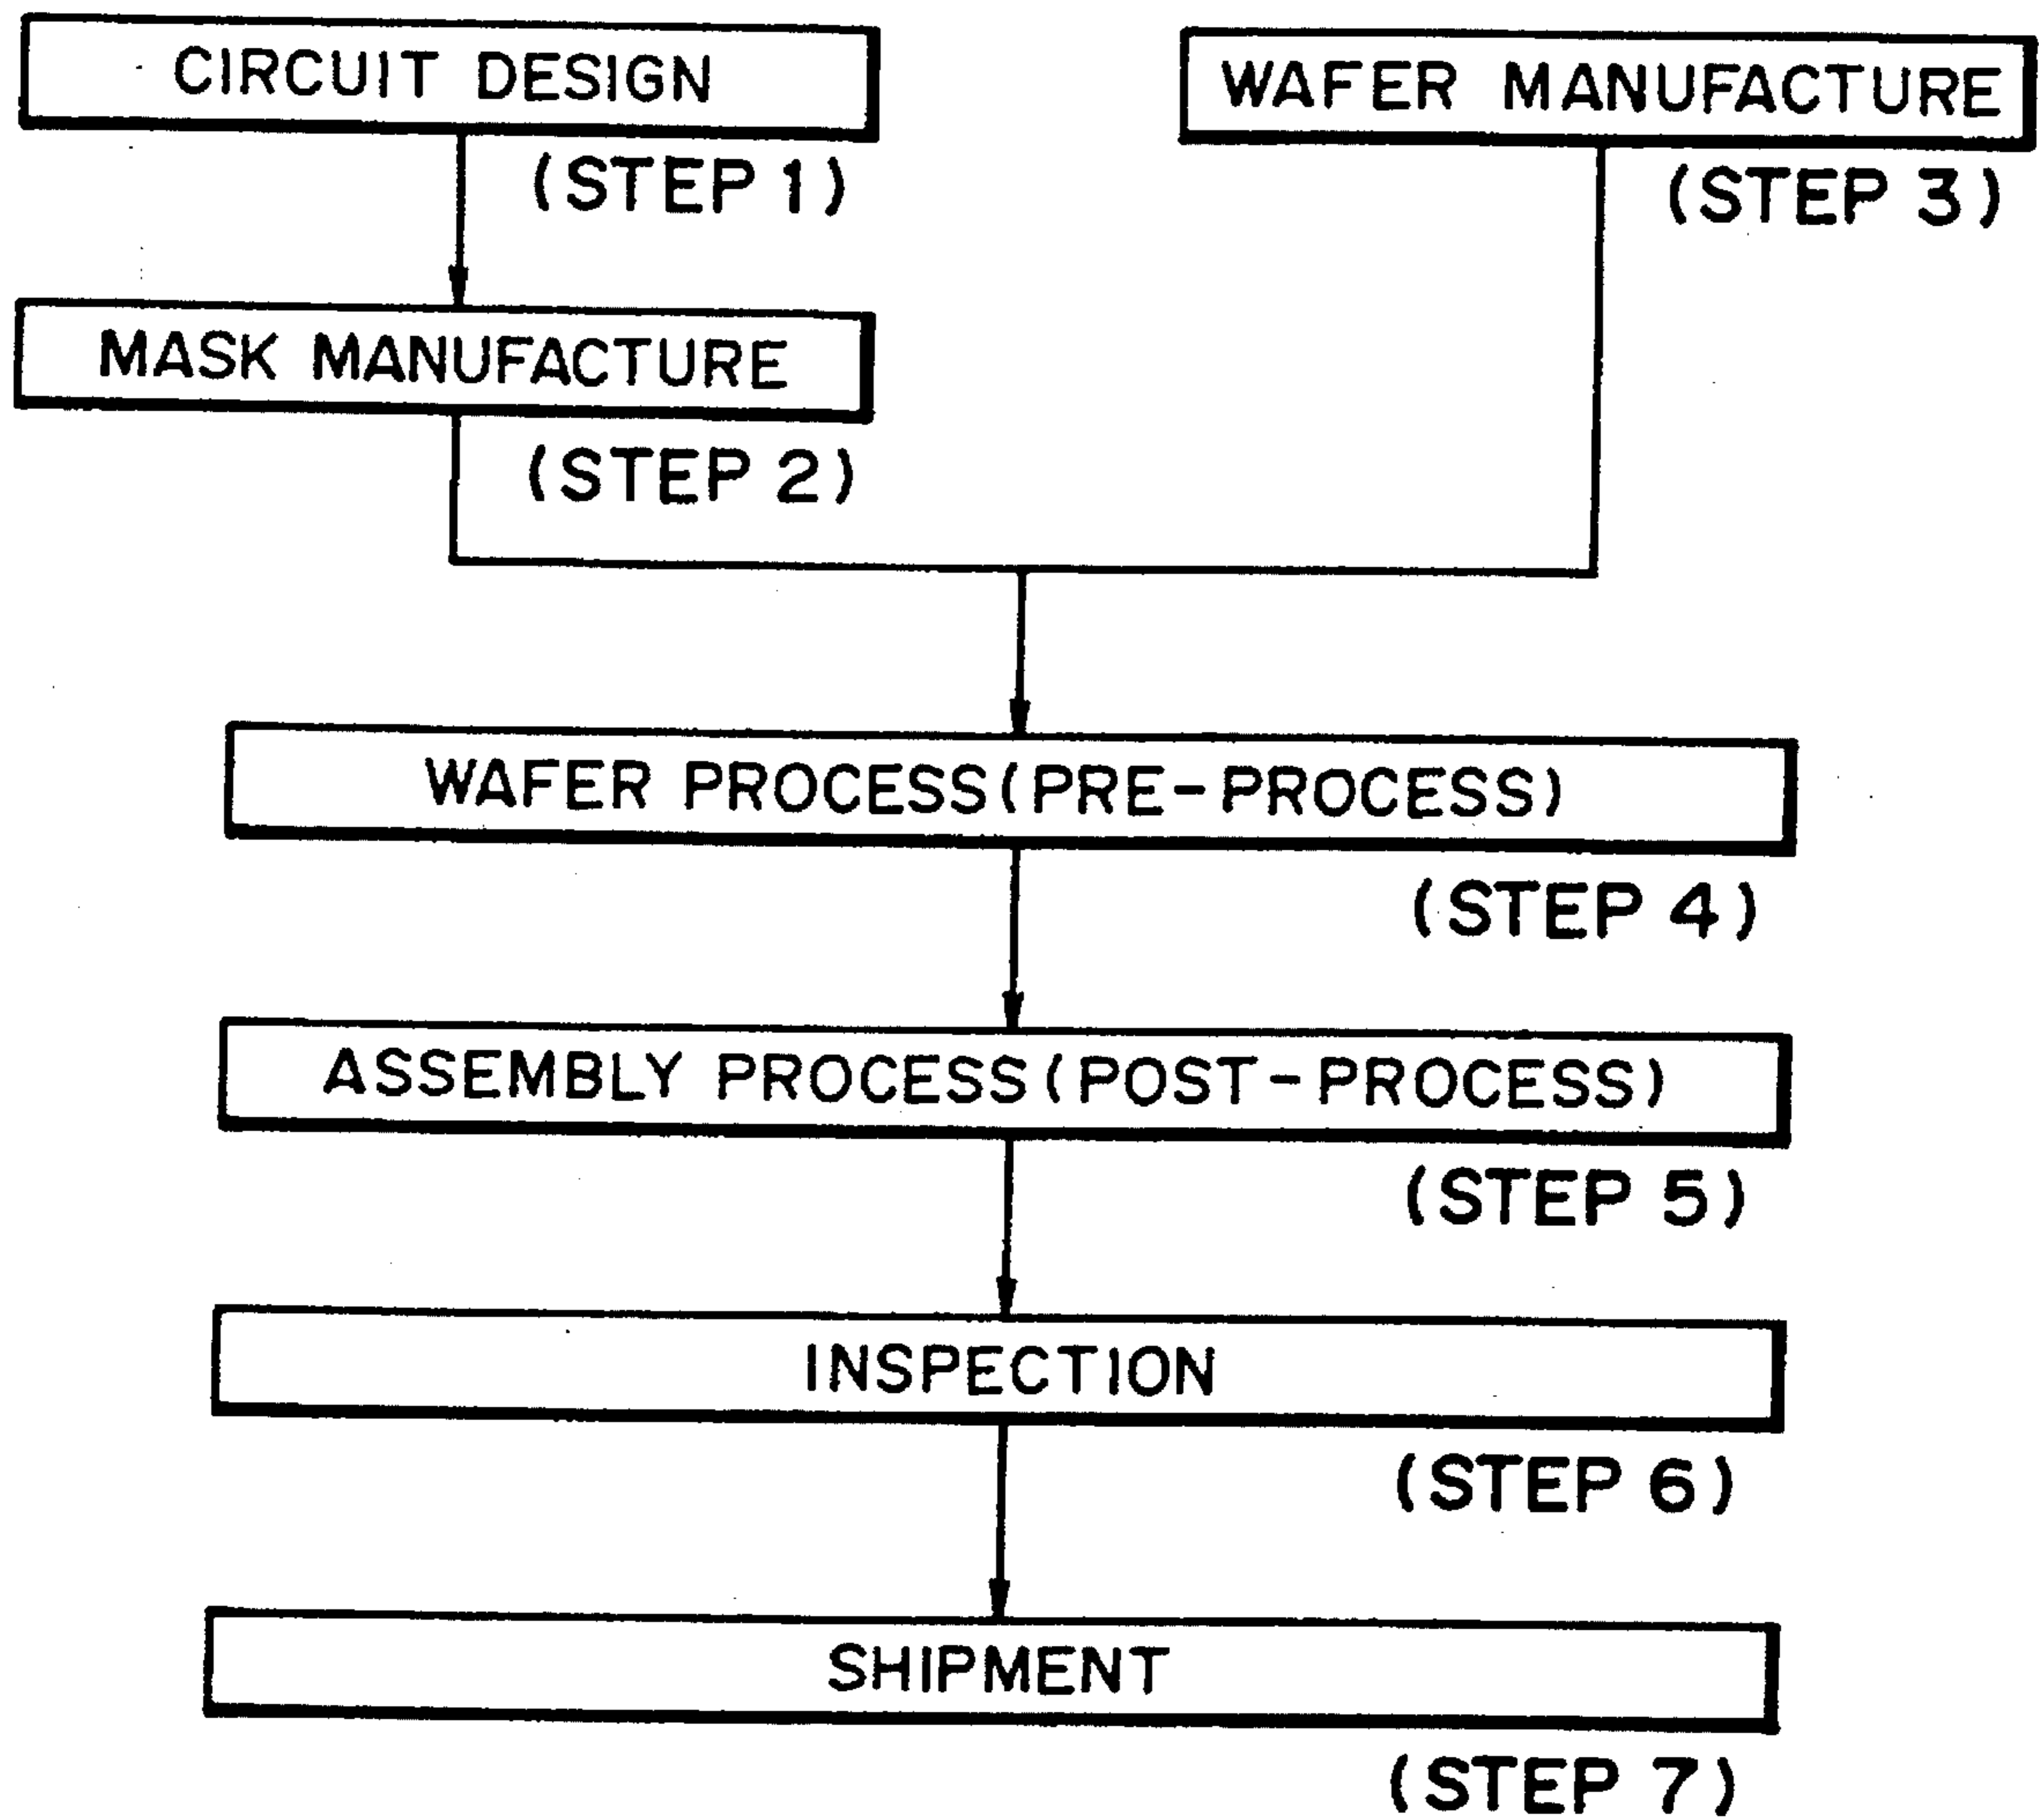 CIRCUIT DESIGN
(STEP 1)
WAFER MANUFACTURE
(STEP 3)
MASK MANUFACTURE
(STEP 2)
WAFER PROCESS(PRE-PROCESS)
(STEP 4)
ASSEMBLY PROCESS(POST-PROCESS)
(STEP 5)
INSPECTION
(STEP 6)
SHIPMENT
(STEP 7)